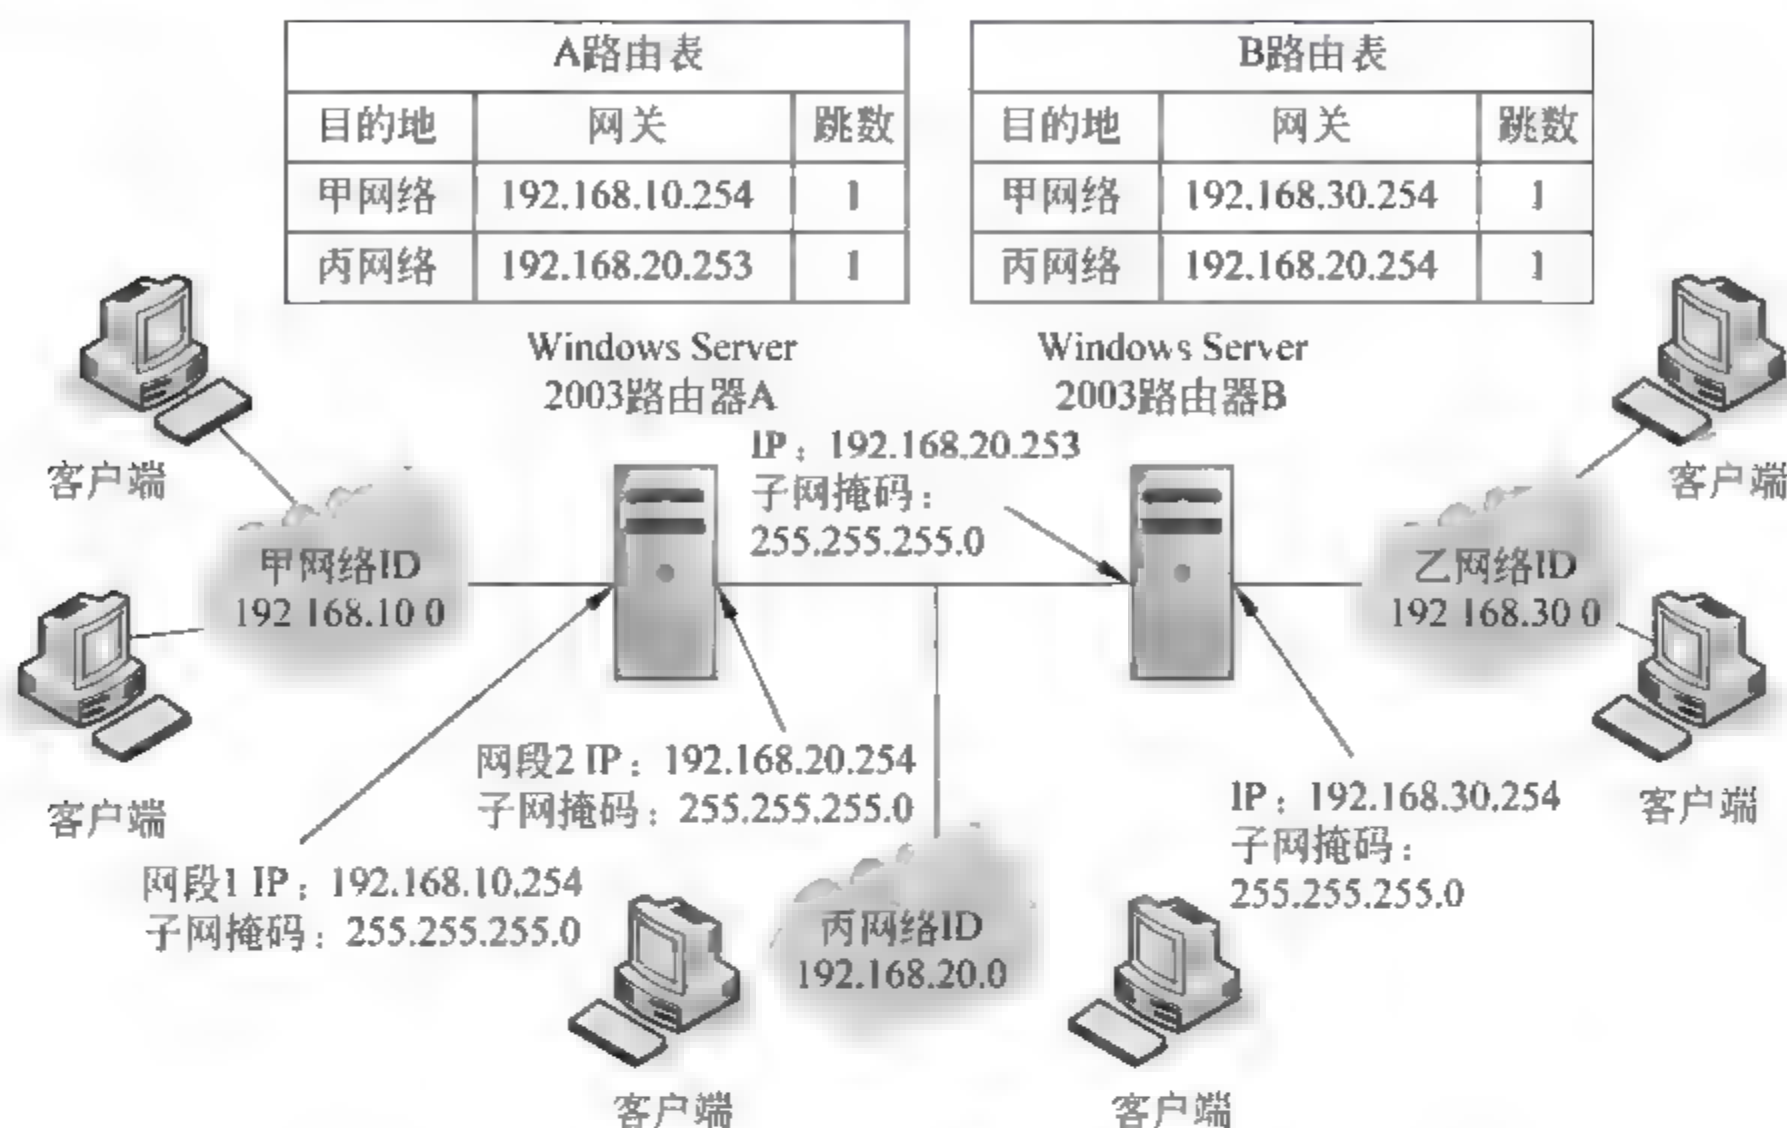 A路由表
目的地 网关 跳数
甲网络 192.168.10.254 1
丙网络 192.168.20.253 1
B路由表
目的地 网关 跳数
甲网络 192.168.30.254 1
丙网络 192.168.20.254 1
Windows Server
2003路由器A
Windows Server
2003路由器B
IP：192.168.20.253
子网掩码：
255.255.255.0
客户端
客户端
甲网络ID
192 168.10 0
乙网络ID
192 168.30 0
客户端
客户端
网段2 IP：192.168.20.254
子网掩码：255.255.255.0
IP：192.168.30.254
子网掩码：
255.255.255.0
网段1 IP：192.168.10.254
子网掩码：255.255.255.0
丙网络ID
192.168.20.0
客户端
客户端